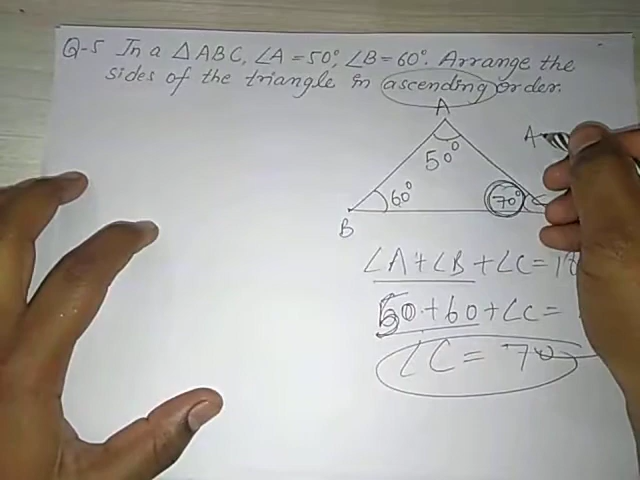 Q-5 In a △ABC, ∠A=50°, ∠B=60°. Arrange the
sides of the triangle in ascending order.
A
A
50°
60°
70°
C
B
∠A+∠B+∠C=18
50+60+∠C=
∠C=70